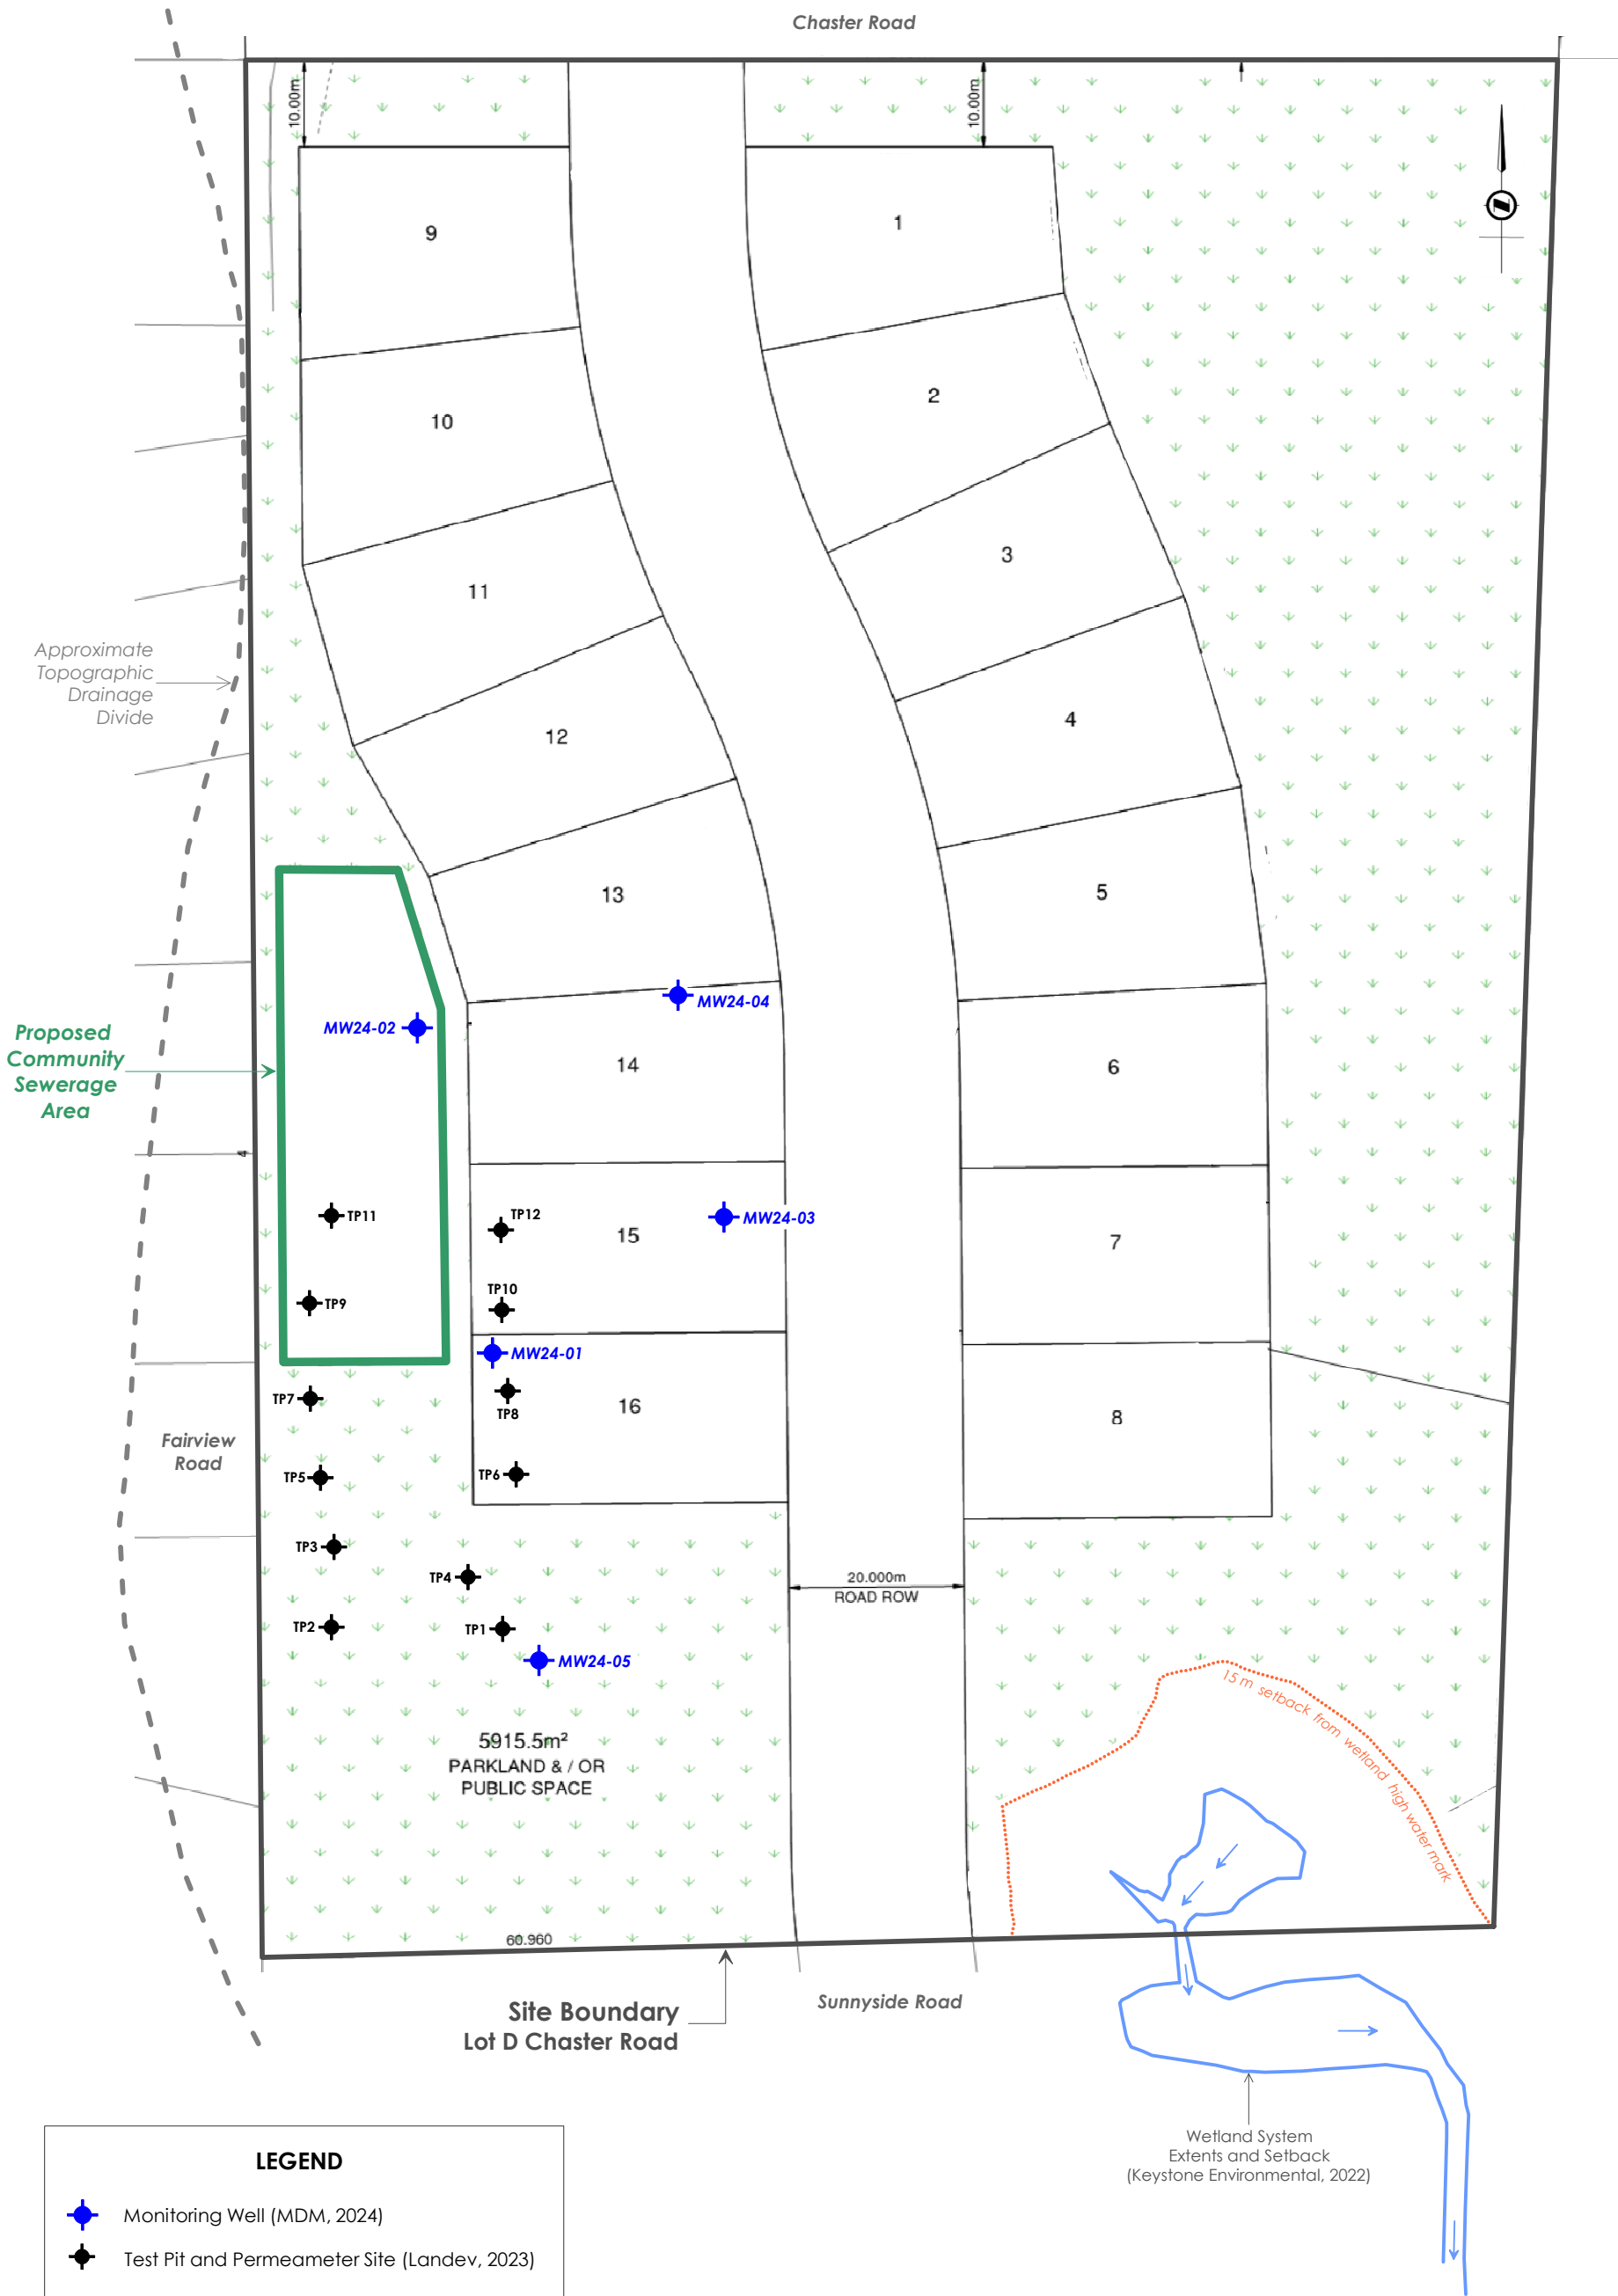 Chaster Road
10.00m
10.00m
9
1
2
10
3
11
Approximate
Topographic
Drainage
Divide
12
4
13
5
MW24-04
MW24-02
Proposed
Community
Sewerage
Area
14
6
4
TP11
TP12
15
MW24-03
7
TP9
TP10
MW24-01
TP7
TP8
16
8
Fairview
Road
TP5
TP6
TP3
TP4
20.000m
ROAD ROW
TP2
TP1
MW24-05
15 m setback from wetland high water mark
5915.5m²
PARKLAND & / OR
PUBLIC SPACE
60.960
Site Boundary
Lot D Chaster Road
Sunnyside Road
Wetland System
Extents and Setback
(Keystone Environmental, 2022)
LEGEND
Monitoring Well (MDM, 2024)
Test Pit and Permeameter Site (Landev, 2023)